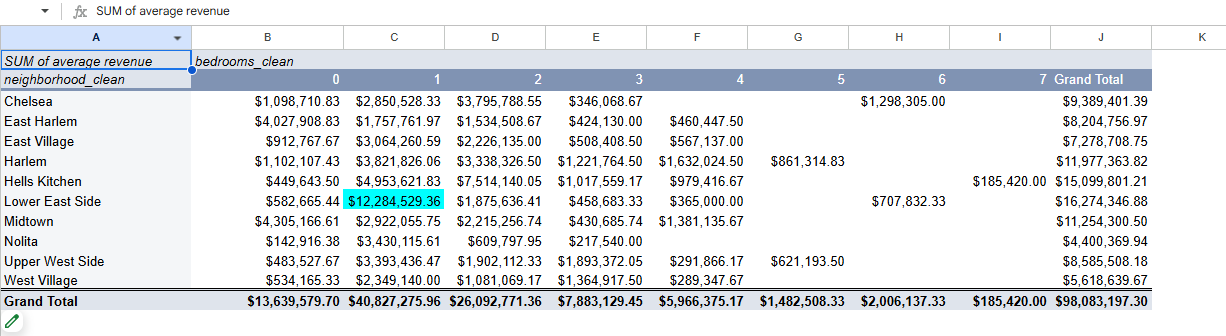 SUM of average revenue
A B C D E F G H I J K
SUM of average revenue bedrooms_clean
neighborhood_clean 0 1 2 3 4 5 6 7 Grand Total
Chelsea $1,098,710.83 $2,850,528.33 $3,795,788.55 $346,068.67 $1,298,305.00 $9,389,401.39
East Harlem $4,027,908.83 $1,757,761.97 $1,534,508.67 $424,130.00 $460,447.50 $8,204,756.97
East Village $912,767.67 $3,064,260.59 $2,226,135.00 $508,408.50 $567,137.00 $7,278,708.75
Harlem $1,102,107.43 $3,821,826.06 $3,338,326.50 $1,221,764.50 $1,632,024.50 $861,314.83 $11,977,363.82
Hells Kitchen $449,643.50 $4,953,621.83 $7,514,140.05 $1,017,559.17 $979,416.67 $185,420.00 $15,099,801.21
Lower East Side $582,665.44 $12,284,529.36 $1,875,636.41 $458,683.33 $365,000.00 $707,832.33 $16,274,346.88
Midtown $4,305,166.61 $2,922,055.75 $2,215,256.74 $430,685.74 $1,381,135.67 $11,254,300.50
Nolita $142,916.38 $3,430,115.61 $609,797.95 $217,540.00 $4,400,369.94
Upper West Side $483,527.67 $3,393,436.47 $1,902,112.33 $1,893,372.05 $291,866.17 $621,193.50 $8,585,508.18
West Village $534,165.33 $2,349,140.00 $1,081,069.17 $1,364,917.50 $289,347.67 $5,618,639.67
Grand Total $13,639,579.70 $40,827,275.96 $26,092,771.36 $7,883,129.45 $5,966,375.17 $1,482,508.33 $2,006,137.33 $185,420.00 $98,083,197.30